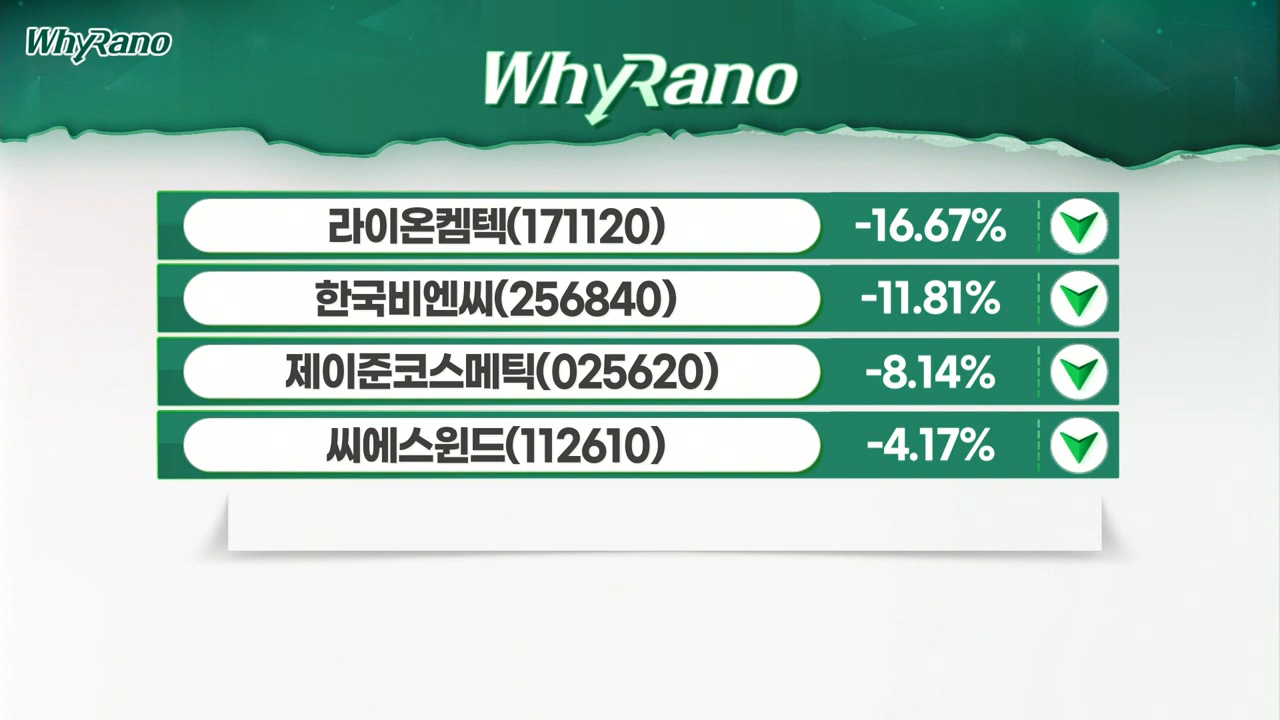 WhyRano
WhyRano
라이온켐텍(171120) -16.67%
한국비엔씨(256840) -11.81%
제이준코스메틱(025620) -8.14%
씨에스윈드(112610) -4.17%